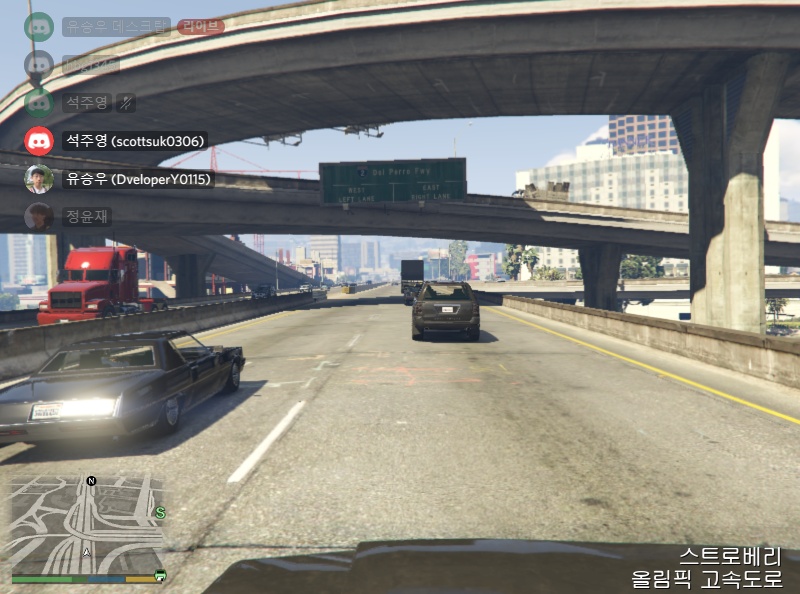 유승우 데스크탑 라이브
석주영
석주영 (scottsuk0306)
유승우 (DveloperY0115)
정윤재
Del Perro Fwy
WEST EAST
LEFT LANE RIGHT LANE
N
S
스트로베리
올림픽 고속도로